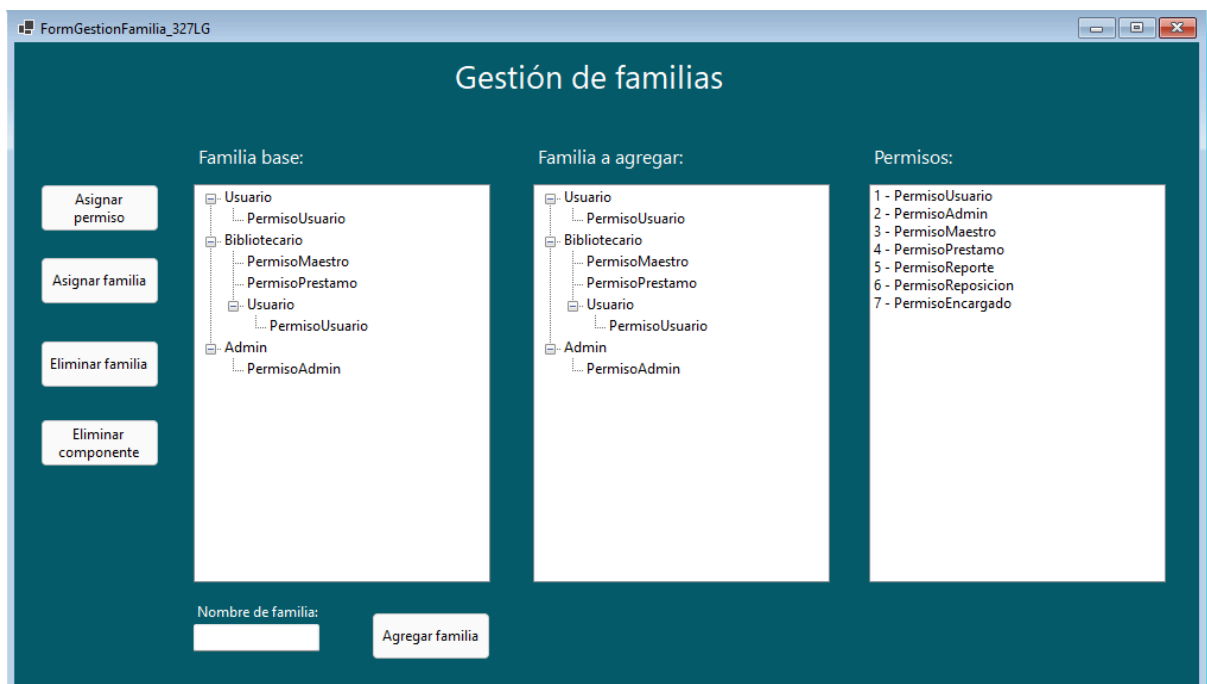 FormGestionFamilia_327LG
Gestión de familias
Familia base:
Familia a agregar:
Permisos:
Asignar
permiso
Asignar familia
Eliminar familia
Eliminar
componente
Usuario
PermisoUsuario
Bibliotecario
PermisoMaestro
PermisoPrestamo
Usuario
PermisoUsuario
Admin
PermisoAdmin
Usuario
PermisoUsuario
Bibliotecario
PermisoMaestro
PermisoPrestamo
Usuario
PermisoUsuario
Admin
PermisoAdmin
1 - PermisoUsuario
2 - PermisoAdmin
3 - PermisoMaestro
4 - PermisoPrestamo
5 - PermisoReporte
6 - PermisoReposicion
7 - PermisoEncargado
Nombre de familia:
Agregar familia